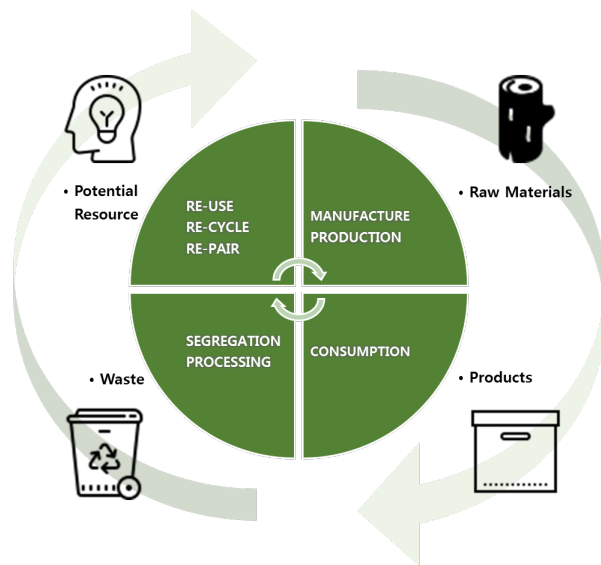 • Potential
Resource
RE-USE
RE-CYCLE
RE-PAIR
MANUFACTURE
PRODUCTION
• Raw Materials
SEGREGATION
PROCESSING
CONSUMPTION
• Waste
• Products